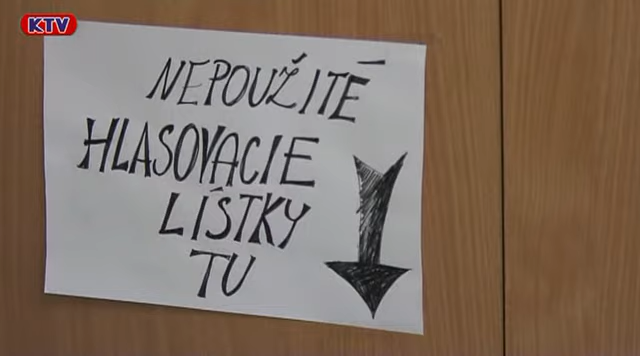 KTV
NEPOUŽITÉ
HLASOVACIE
LÍSTKY
TU